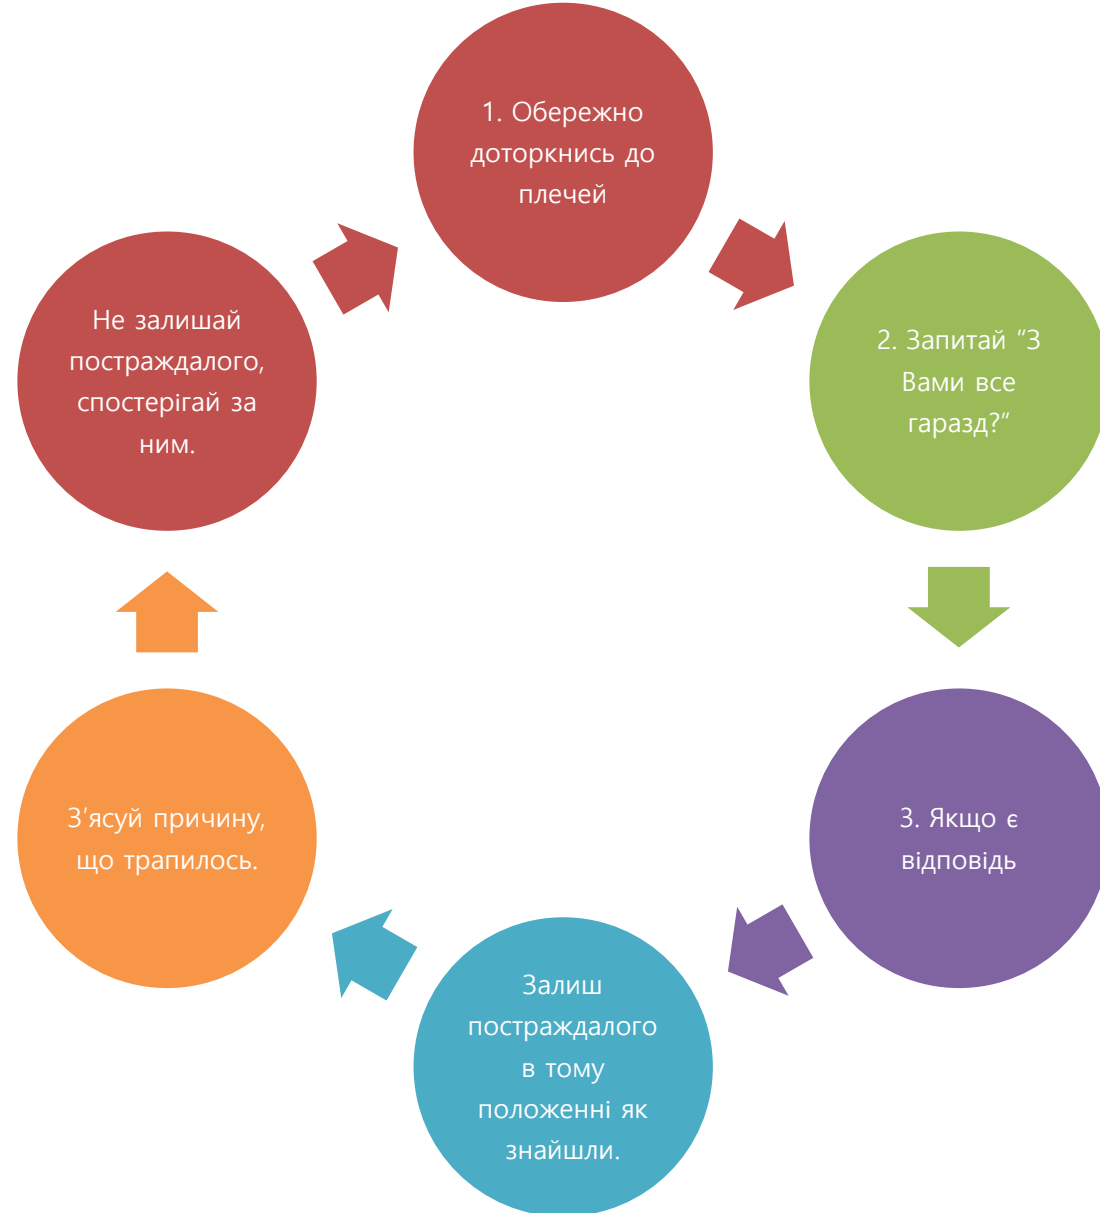 1. Обережно
доторкнись до
плечей
2. Запитай "З
Вами все
гаразд?"
3. Якщо є
відповідь
Залиш
постраждалого
в тому
положенні як
знайшли.
З'ясуй причину,
що трапилось.
Не залишай
постраждалого,
спостерігай за
ним.